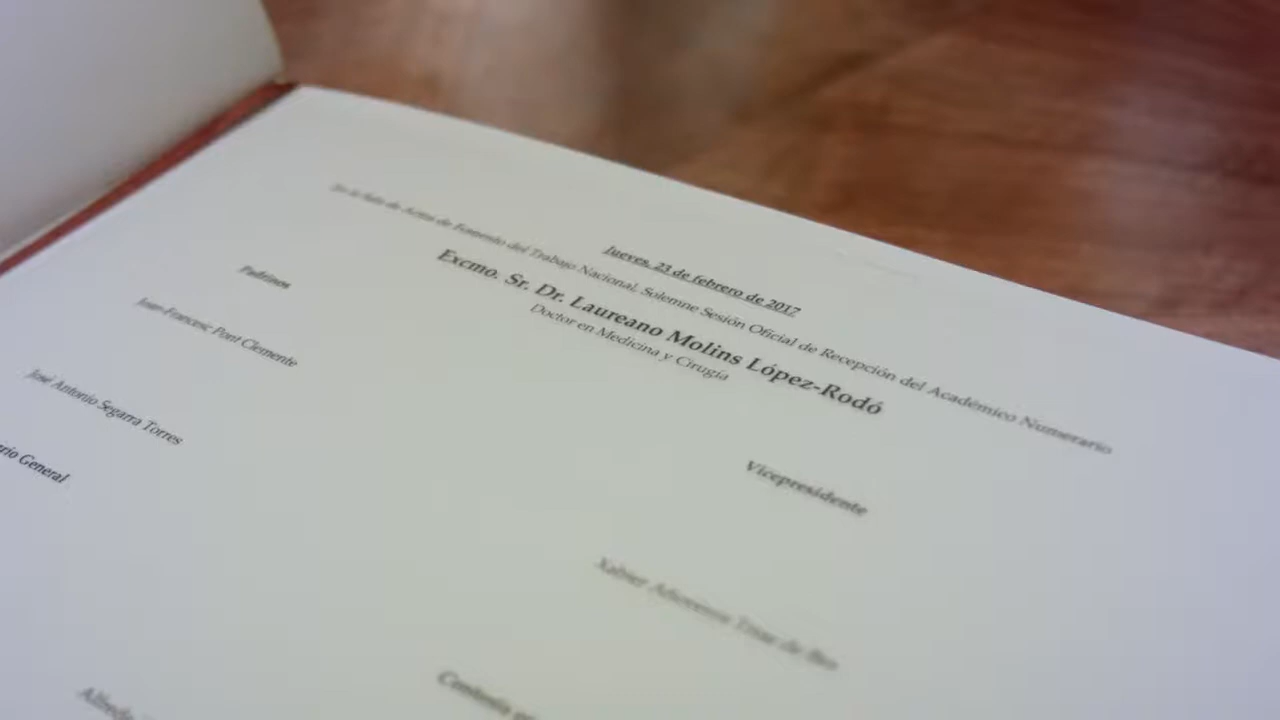 Jueves, 23 de febrero de 2017
En la Sala de Actos de Fomento del Trabajo Nacional, Solemne Sesión Oficial de Recepción del Académico Numerario
Excmo. Sr. Dr. Laureano Molins López-Rodó
Doctor en Medicina y Cirugía
Padrinos
Vicepresidente
Joan-Francesc Pont Clemente
José Antonio Segarra Torres
Xabier Añoveros Trias de Bes
General
Alfredo